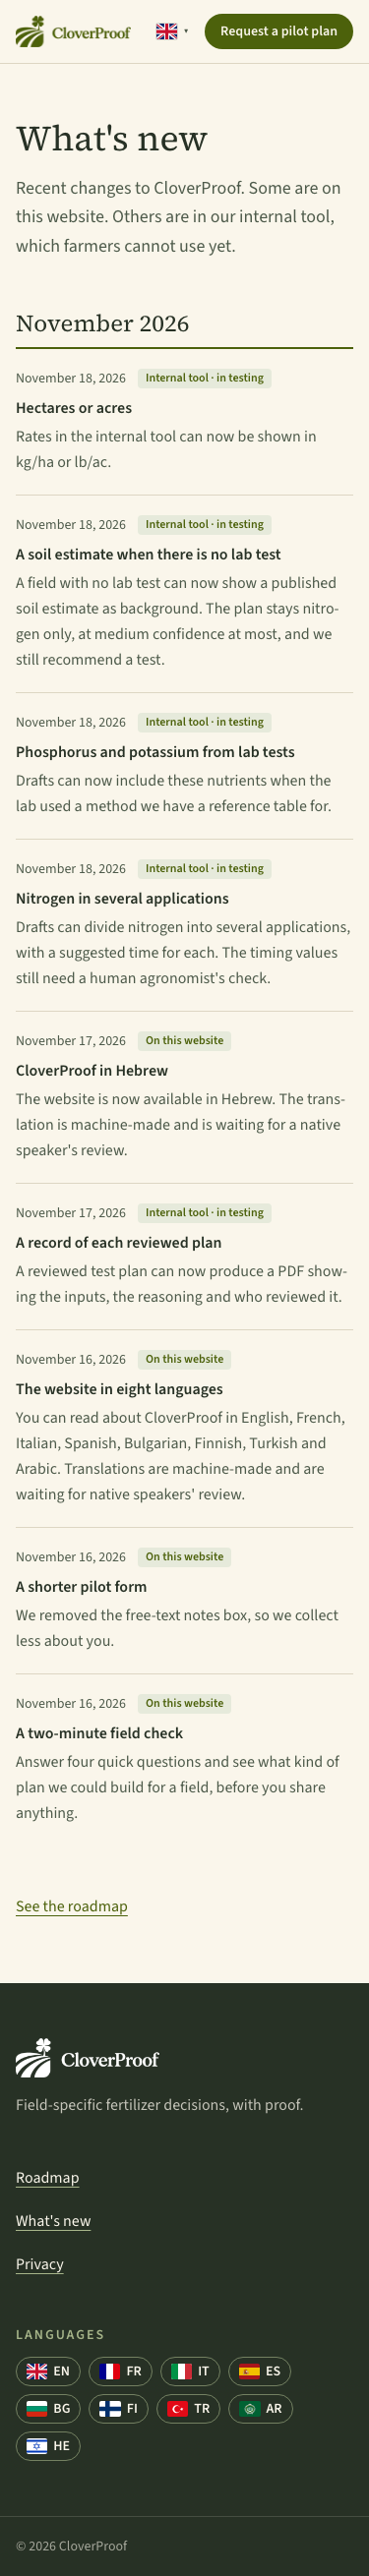 CloverProof
Request a pilot plan
What's new
Recent changes to CloverProof. Some are on
this website. Others are in our internal tool,
which farmers cannot use yet.
November 2026
November 18, 2026 Internal tool · in testing
Hectares or acres
Rates in the internal tool can now be shown in
kg/ha or lb/ac.
November 18, 2026 Internal tool · in testing
A soil estimate when there is no lab test
A field with no lab test can now show a published
soil estimate as background. The plan stays nitro-
gen only, at medium confidence at most, and we
still recommend a test.
November 18, 2026 Internal tool · in testing
Phosphorus and potassium from lab tests
Drafts can now include these nutrients when the
lab used a method we have a reference table for.
November 18, 2026 Internal tool · in testing
Nitrogen in several applications
Drafts can divide nitrogen into several applications,
with a suggested time for each. The timing values
still need a human agronomist's check.
November 17, 2026 On this website
CloverProof in Hebrew
The website is now available in Hebrew. The trans-
lation is machine-made and is waiting for a native
speaker's review.
November 17, 2026 Internal tool · in testing
A record of each reviewed plan
A reviewed test plan can now produce a PDF show-
ing the inputs, the reasoning and who reviewed it.
November 16, 2026 On this website
The website in eight languages
You can read about CloverProof in English, French,
Italian, Spanish, Bulgarian, Finnish, Turkish and
Arabic. Translations are machine-made and are
waiting for native speakers' review.
November 16, 2026 On this website
A shorter pilot form
We removed the free-text notes box, so we collect
less about you.
November 16, 2026 On this website
A two-minute field check
Answer four quick questions and see what kind of
plan we could build for a field, before you share
anything.
See the roadmap
CloverProof
Field-specific fertilizer decisions, with proof.
Roadmap
What's new
Privacy
LANGUAGES
EN FR IT ES
BG FI TR AR
HE
© 2026 CloverProof